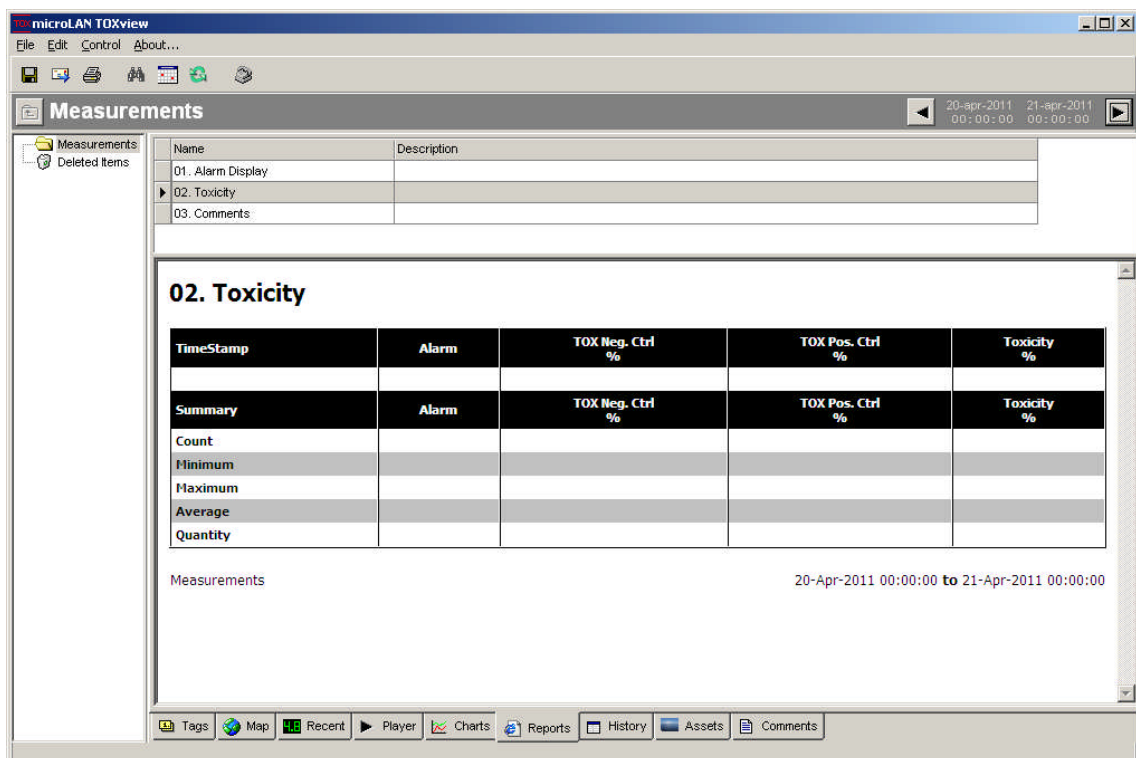 TOX microLAN TOXview
File Edit Control About...
Measurements
20-apr-2011 21-apr-2011
00:00:00 00:00:00
Measurements
Deleted Items
Name Description
01. Alarm Display
02. Toxicity
03. Comments
02. Toxicity
TimeStamp Alarm TOX Neg. Ctrl % TOX Pos. Ctrl % Toxicity %
Summary Alarm TOX Neg. Ctrl % TOX Pos. Ctrl % Toxicity %
Count
Minimum
Maximum
Average
Quantity
Measurements 20-Apr-2011 00:00:00 to 21-Apr-2011 00:00:00
Tags Map 4.8 Recent Player Charts Reports History Assets Comments